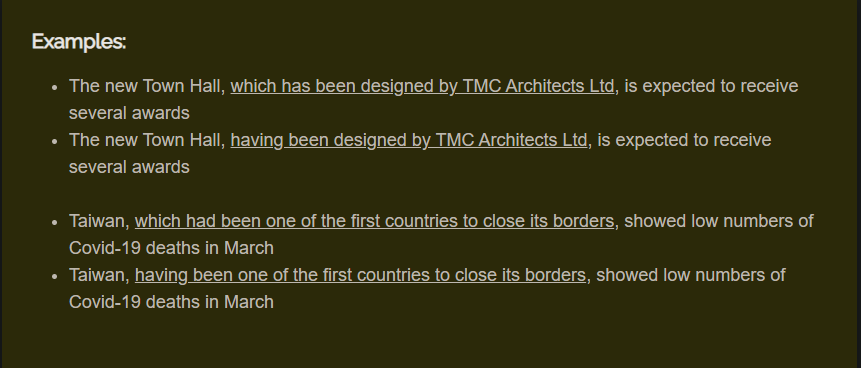 Examples:
• The new Town Hall, which has been designed by TMC Architects Ltd, is expected to receive
several awards
• The new Town Hall, having been designed by TMC Architects Ltd, is expected to receive
several awards
• Taiwan, which had been one of the first countries to close its borders, showed low numbers of
Covid-19 deaths in March
• Taiwan, having been one of the first countries to close its borders, showed low numbers of
Covid-19 deaths in March